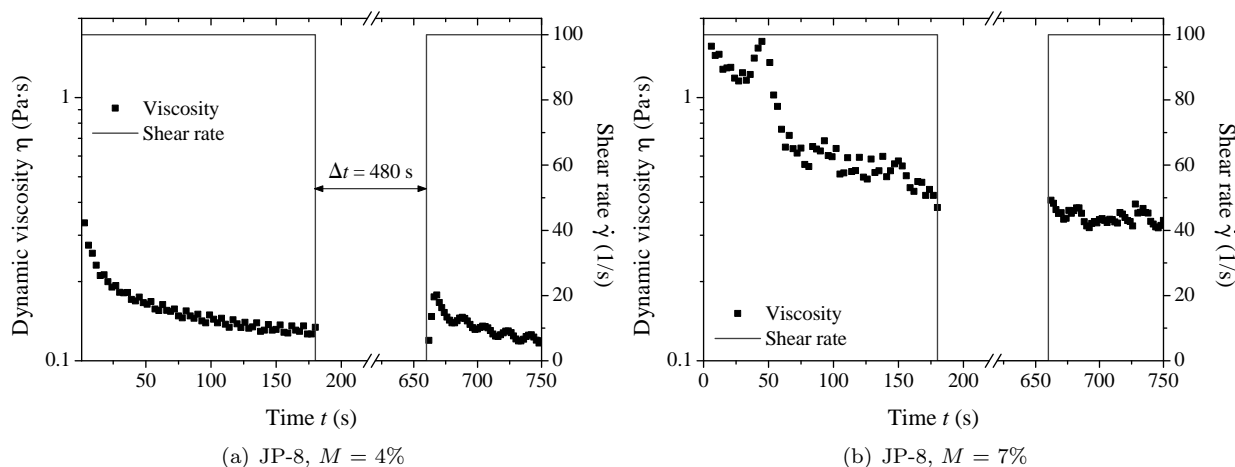 Dynamic viscosity η (Pa·s)
1
0.1
Viscosity
Shear rate
Δt = 480 s
100
80
60
40
20
0
Shear rate γ̇ (1/s)
50 100 150 200 650 700 750
Time t (s)
(a) JP-8, M = 4%
Dynamic viscosity η (Pa·s)
1
0.1
Viscosity
Shear rate
100
80
60
40
20
0
Shear rate γ̇ (1/s)
0 50 100 150 200 650 700 750
Time t (s)
(b) JP-8, M = 7%